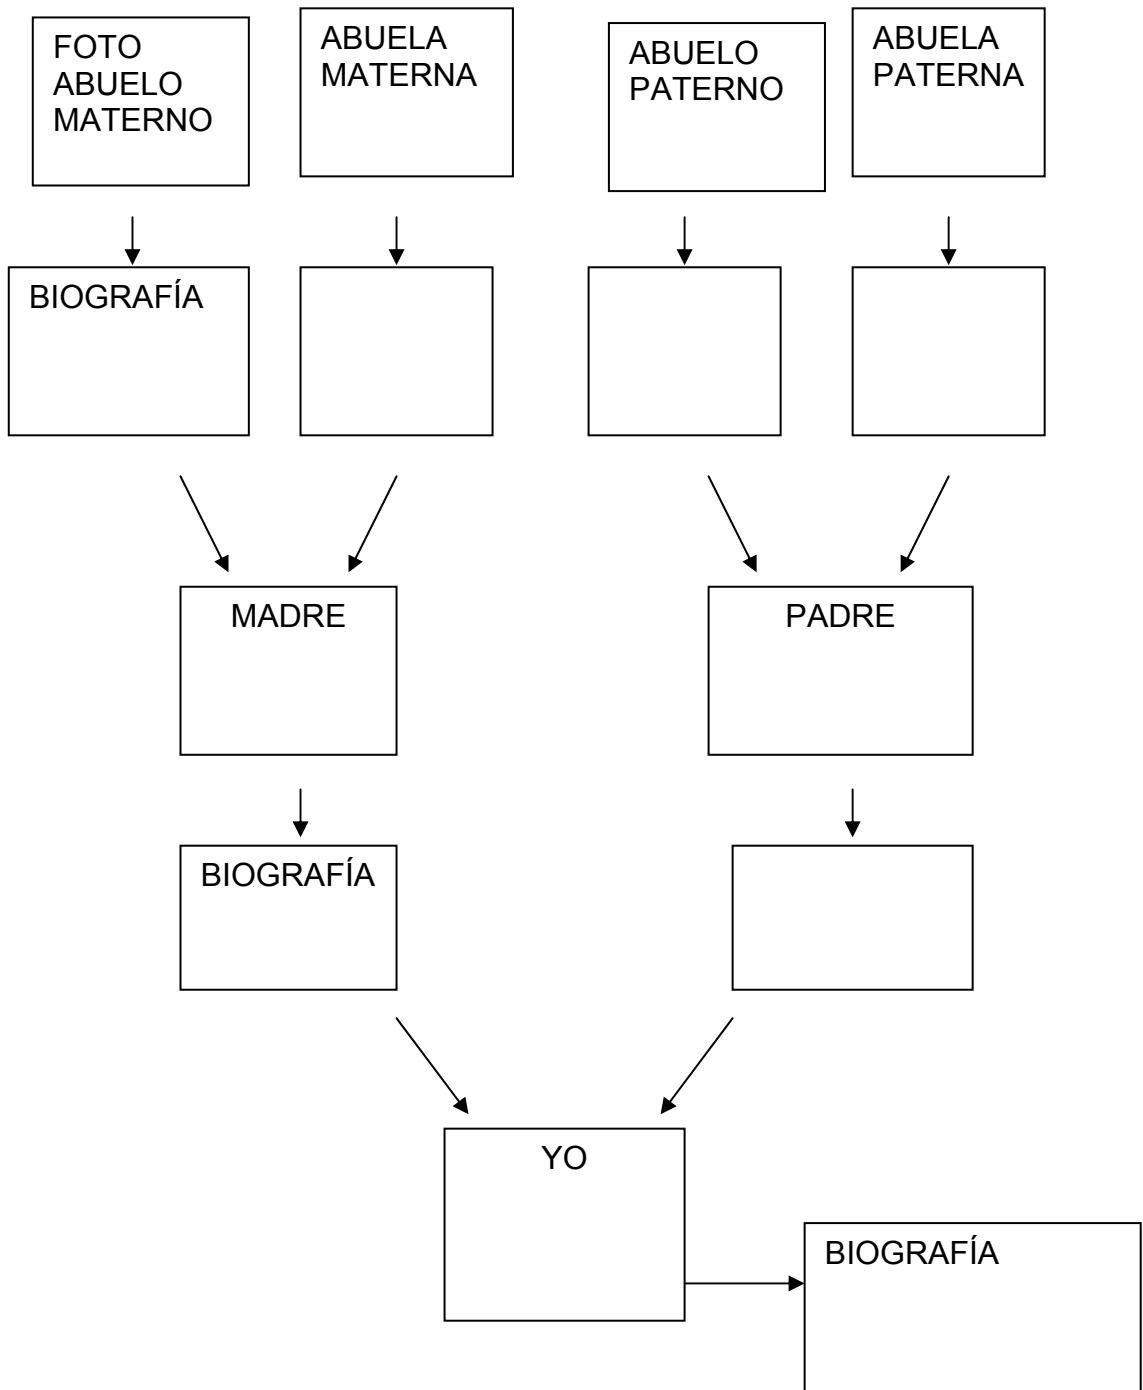 FOTO
ABUELO
MATERNO
ABUELA
MATERNA
ABUELO
PATERNO
ABUELA
PATERNA
BIOGRAFÍA
MADRE
PADRE
BIOGRAFÍA
YO
BIOGRAFÍA